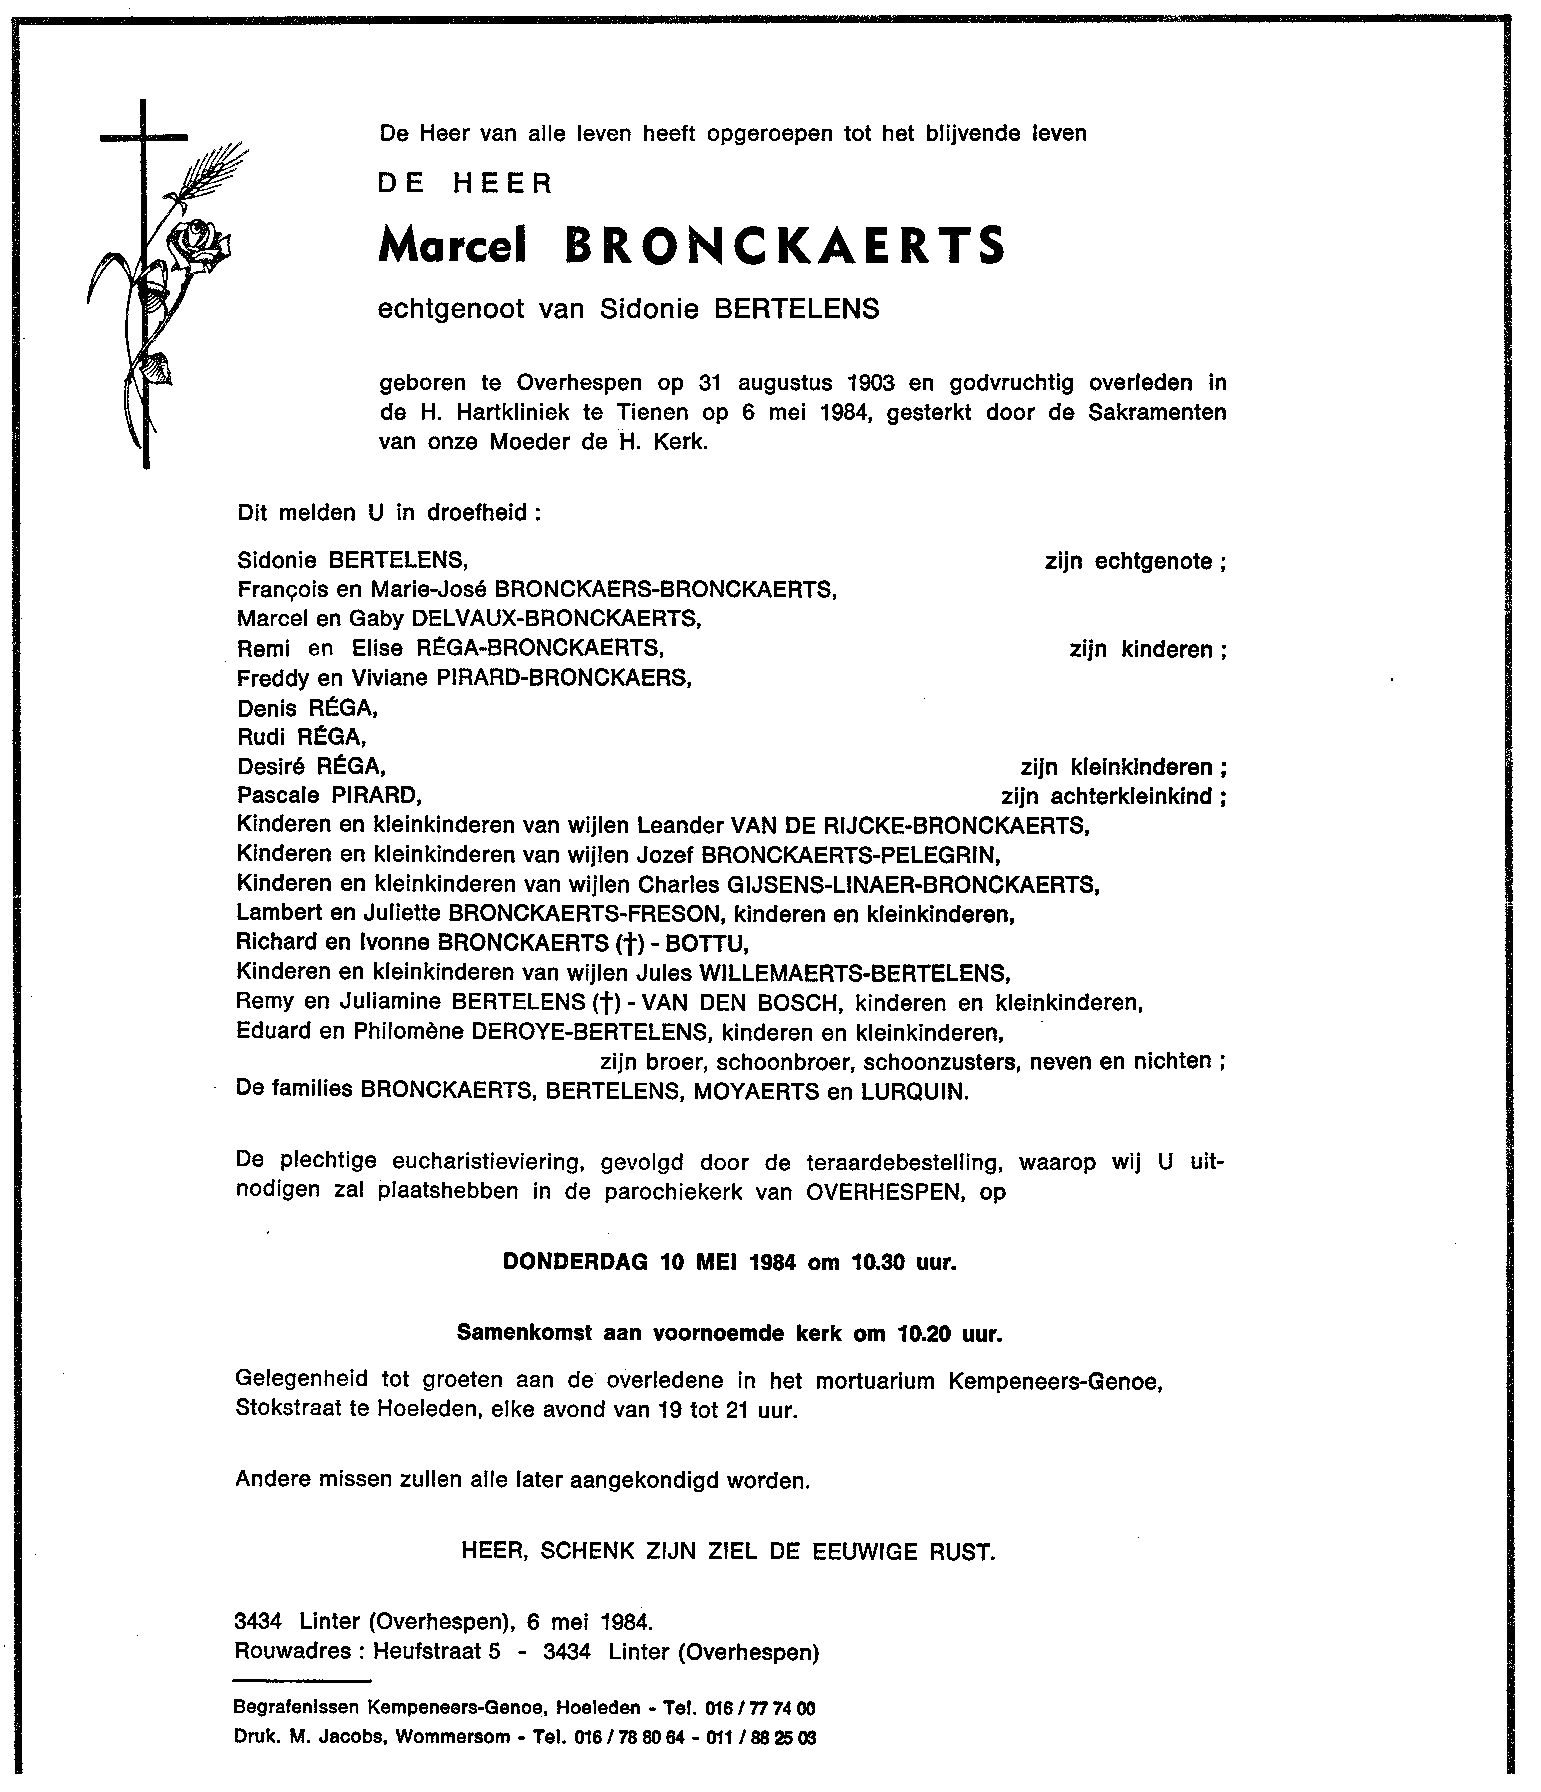 De Heer van alle leven heeft opgeroepen tot het blijvende leven
DE HEER
Marcel BRONCKAERTS
echtgenoot van Sidonie BERTELENS
geboren te Overhespen op 31 augustus 1903 en godvruchtig overleden in
de H. Hartkliniek te Tienen op 6 mei 1984, gesterkt door de Sakramenten
van onze Moeder de H. Kerk.
Dit melden U in droefheid :
Sidonie BERTELENS, zijn echtgenote ;
François en Marie-José BRONCKAERS-BRONCKAERTS,
Marcel en Gaby DELVAUX-BRONCKAERTS,
Remi en Elise RÉGA-BRONCKAERTS, zijn kinderen ;
Freddy en Viviane PIRARD-BRONCKAERS,
Denis RÉGA,
Rudi RÉGA,
Desiré RÉGA, zijn kleinkinderen ;
Pascale PIRARD, zijn achterkleinkind ;
Kinderen en kleinkinderen van wijlen Leander VAN DE RIJCKE-BRONCKAERTS,
Kinderen en kleinkinderen van wijlen Jozef BRONCKAERTS-PELEGRIN,
Kinderen en kleinkinderen van wijlen Charles GIJSENS-LINAER-BRONCKAERTS,
Lambert en Juliette BRONCKAERTS-FRESON, kinderen en kleinkinderen,
Richard en Ivonne BRONCKAERTS (†) - BOTTU,
Kinderen en kleinkinderen van wijlen Jules WILLEMAERTS-BERTELENS,
Remy en Juliamine BERTELENS (†) - VAN DEN BOSCH, kinderen en kleinkinderen,
Eduard en Philomène DEROYE-BERTELENS, kinderen en kleinkinderen,
zijn broer, schoonbroer, schoonzusters, neven en nichten ;
De families BRONCKAERTS, BERTELENS, MOYAERTS en LURQUIN.
De plechtige eucharistieviering, gevolgd door de teraardebestelling, waarop wij U uit-
nodigen zal plaatshebben in de parochiekerk van OVERHESPEN, op
DONDERDAG 10 MEI 1984 om 10.30 uur.
Samenkomst aan voornoemde kerk om 10.20 uur.
Gelegenheid tot groeten aan de overledene in het mortuarium Kempeneers-Genoe,
Stokstraat te Hoeleden, elke avond van 19 tot 21 uur.
Andere missen zullen alle later aangekondigd worden.
HEER, SCHENK ZIJN ZIEL DE EEUWIGE RUST.
3434 Linter (Overhespen), 6 mei 1984.
Rouwadres : Heufstraat 5 - 3434 Linter (Overhespen)
Begrafenissen Kempeneers-Genoe, Hoeleden - Tel. 016 / 77 74 00
Druk. M. Jacobs, Wommersom - Tel. 016 / 78 80 64 - 011 / 88 25 03